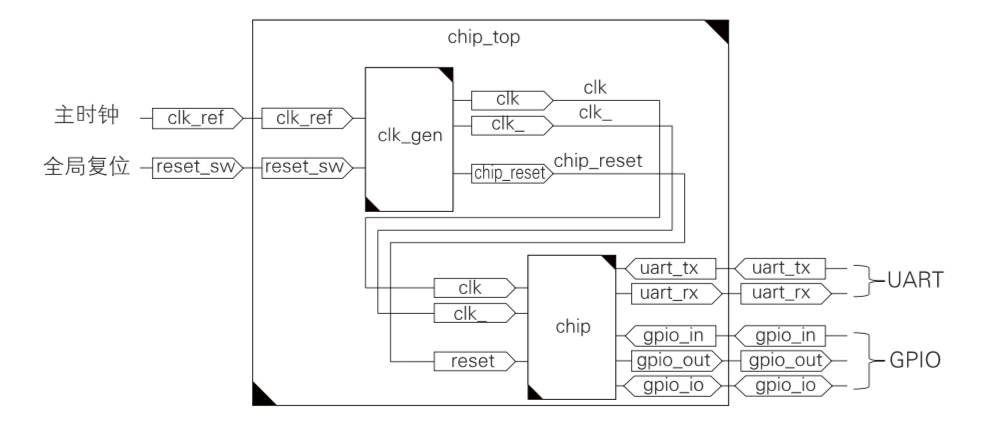 chip_top
主时钟 clk_ref clk_ref clk_gen clk clk
clk_ clk_
全局复位 reset_sw reset_sw chip_reset chip_reset
clk chip uart_tx uart_tx UART
clk_ uart_rx uart_rx
gpio_in gpio_in GPIO
reset gpio_out gpio_out
gpio_io gpio_io